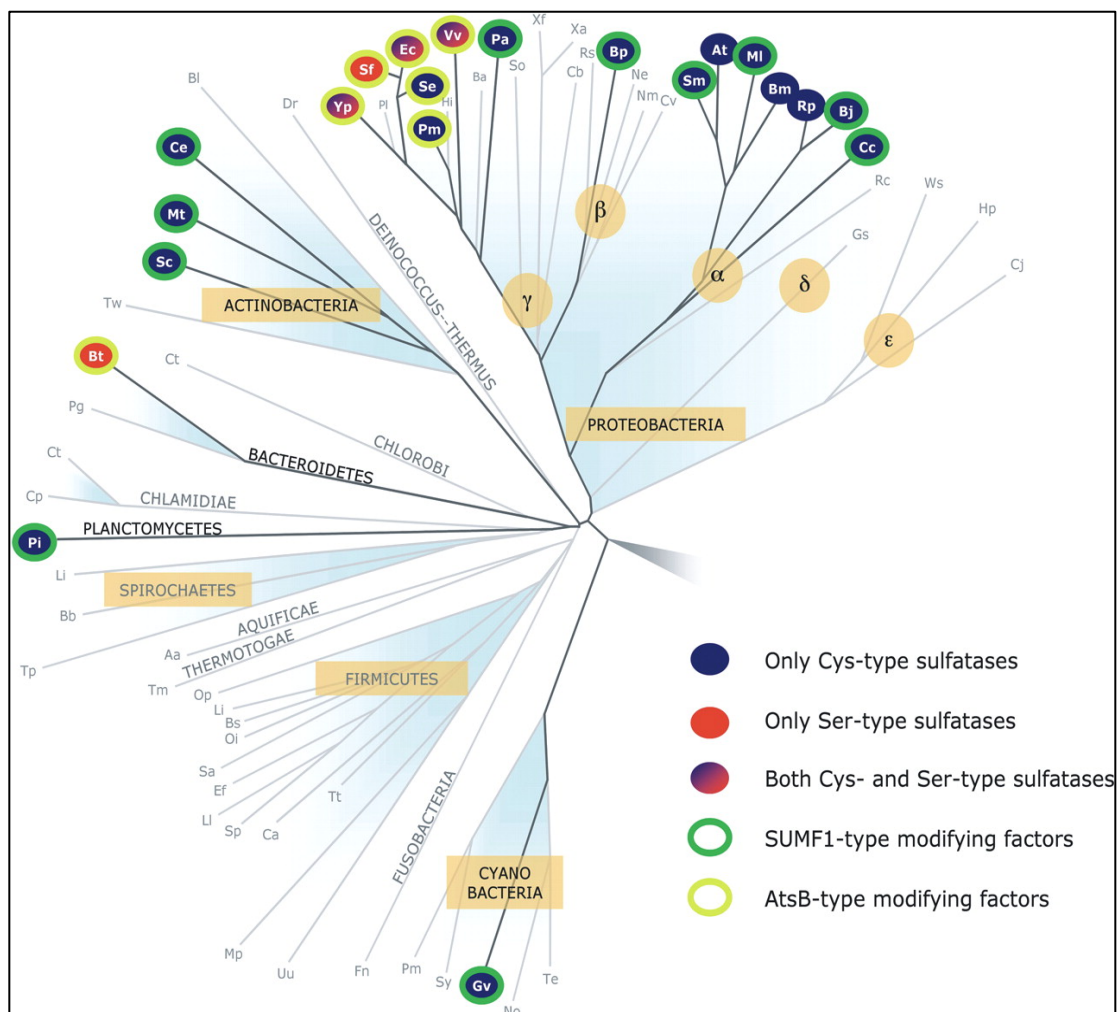 Xf
Xa
Ec
Vv
Pa
So
Rs
Bp
At
Ml
Sf
Se
Ba
Cb
Ne
Sm
Bm
Bl
Dr
Yp
Pl
Hi
Nm
Cv
Rp
Bj
Pm
Ce
Cc
Rc
Ws
Mt
β
Hp
DEINOCOCCUS--THERMUS
Gs
Sc
α
δ
Cj
Tw
ACTINOBACTERIA
γ
ε
Bt
Ct
Pg
PROTEOBACTERIA
CHLOROBI
Ct
BACTEROIDETES
Cp
CHLAMIDIAE
PLANCTOMYCETES
Pi
Li
SPIROCHAETES
Bb
AQUIFICAE
Aa
THERMOTOGAE
Tp
Tm
Op
FIRMICUTES
Li
Bs
Oi
Sa
Ef
Tt
Ll
Sp
Ca
FUSOBACTERIA
CYANO
BACTERIA
Mp
Uu
Fn
Pm
Sy
Gv
Te
No
Only Cys-type sulfatases
Only Ser-type sulfatases
Both Cys- and Ser-type sulfatases
SUMF1-type modifying factors
AtsB-type modifying factors